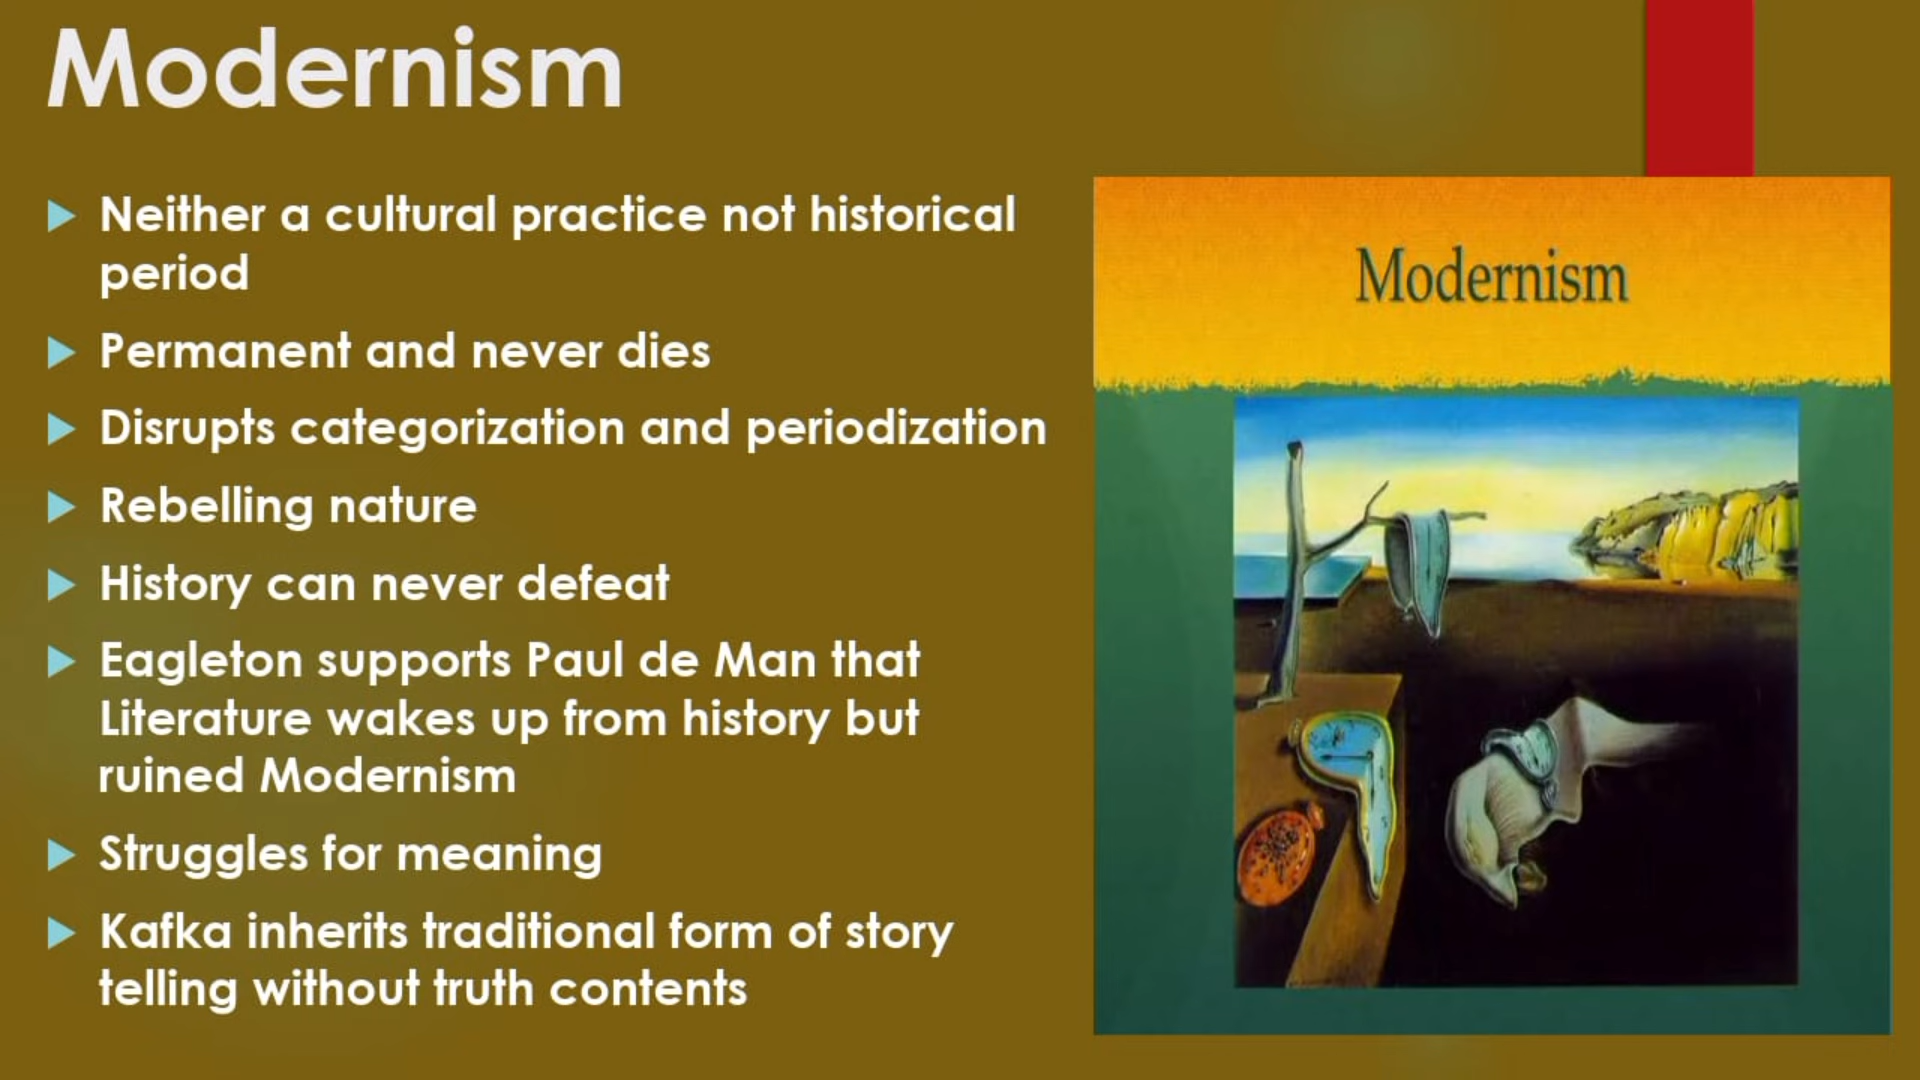 Modernism
Neither a cultural practice not historical
period
Permanent and never dies
Disrupts categorization and periodization
Rebelling nature
History can never defeat
Eagleton supports Paul de Man that
Literature wakes up from history but
ruined Modernism
Struggles for meaning
Kafka inherits traditional form of story
telling without truth contents
Modernism